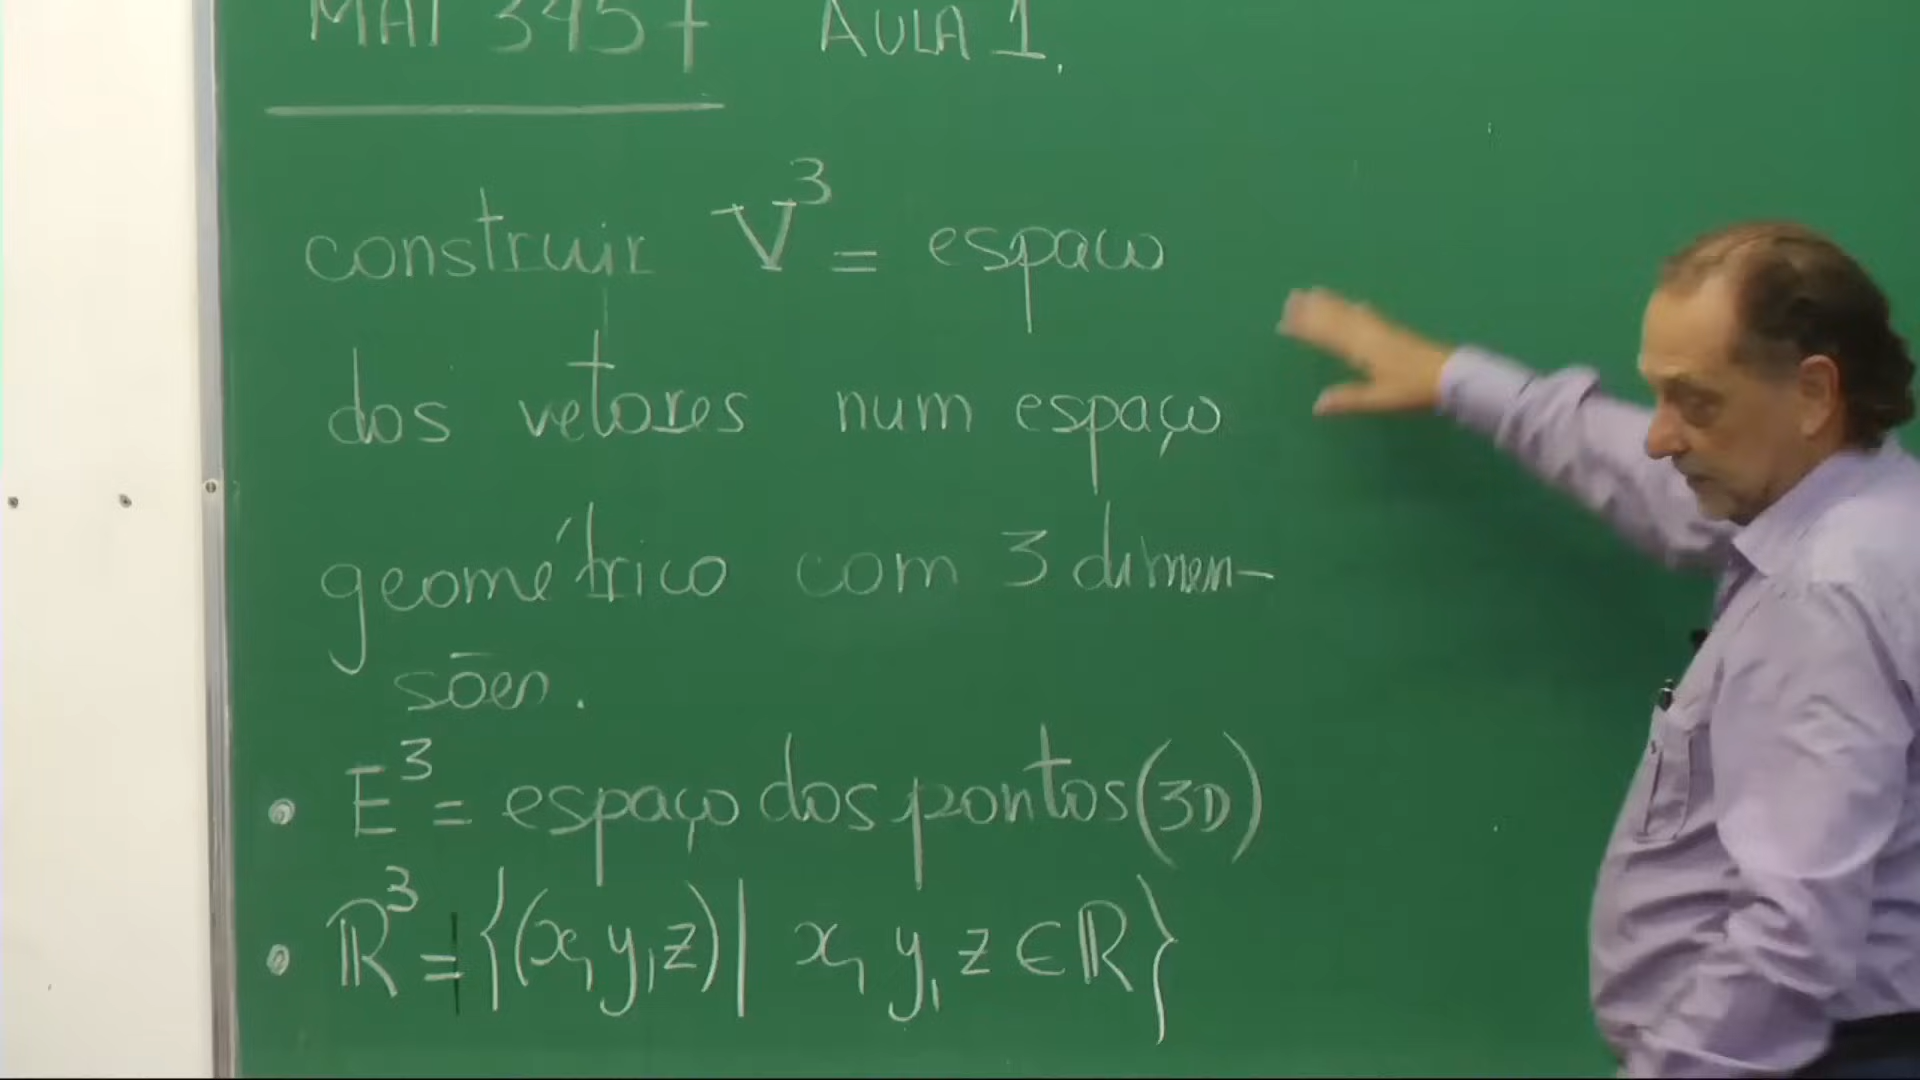 MAT 3457 AULA 1.
construir V³ = espaco
dos vetores num espaço
geométrico com 3 dimen-
sões.
• E³ = espaço dos pontos (3D)
• ℝ³ = {(x, y, z) | x, y, z ∈ ℝ}